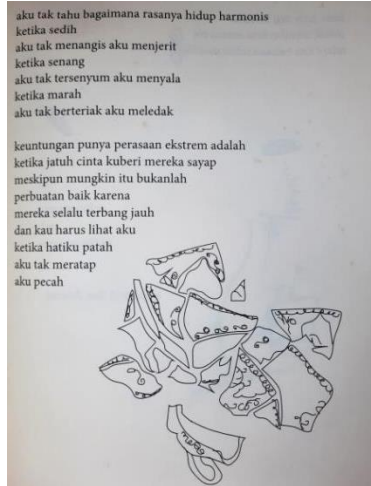 aku tak tahu bagaimana rasanya hidup harmonis
ketika sedih
aku tak menangis aku menjerit
ketika senang
aku tak tersenyum aku menyala
ketika marah
aku tak berteriak aku meledak
keuntungan punya perasaan ekstrem adalah
ketika jatuh cinta kuberi mereka sayap
meskipun mungkin itu bukanlah
perbuatan baik karena
mereka selalu terbang jauh
dan kau harus lihat aku
ketika hatiku patah
aku tak meratap
aku pecah